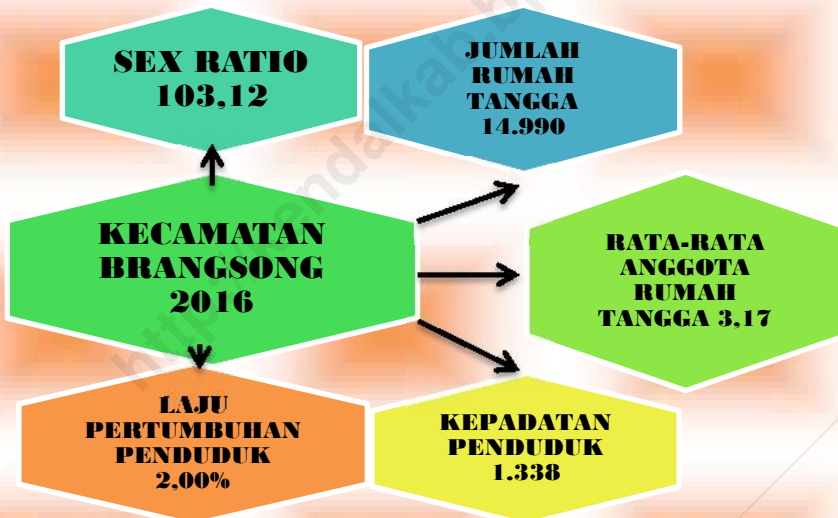 SEX RATIO
103,12
JUMLAH
RUMAH
TANGGA
14.990
KECAMATAN
BRANGSONG
2016
RATA-RATA
ANGGOTA
RUMAH
TANGGA 3,17
LAJU
PERTUMBUHAN
PENDUDUK
2,00%
KEPADATAN
PENDUDUK
1.338